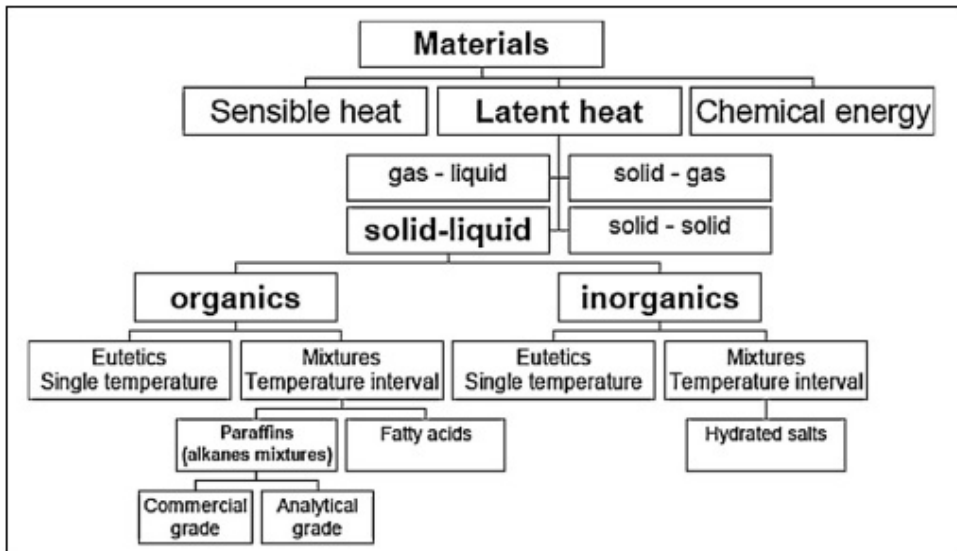 Materials
Sensible heat
Latent heat
Chemical energy
gas - liquid
solid - gas
solid-liquid
solid - solid
organics
inorganics
Eutetics
Single temperature
Mixtures
Temperature interval
Eutetics
Single temperature
Mixtures
Temperature interval
Paraffins
(alkanes mixtures)
Fatty acids
Hydrated salts
Commercial
grade
Analytical
grade